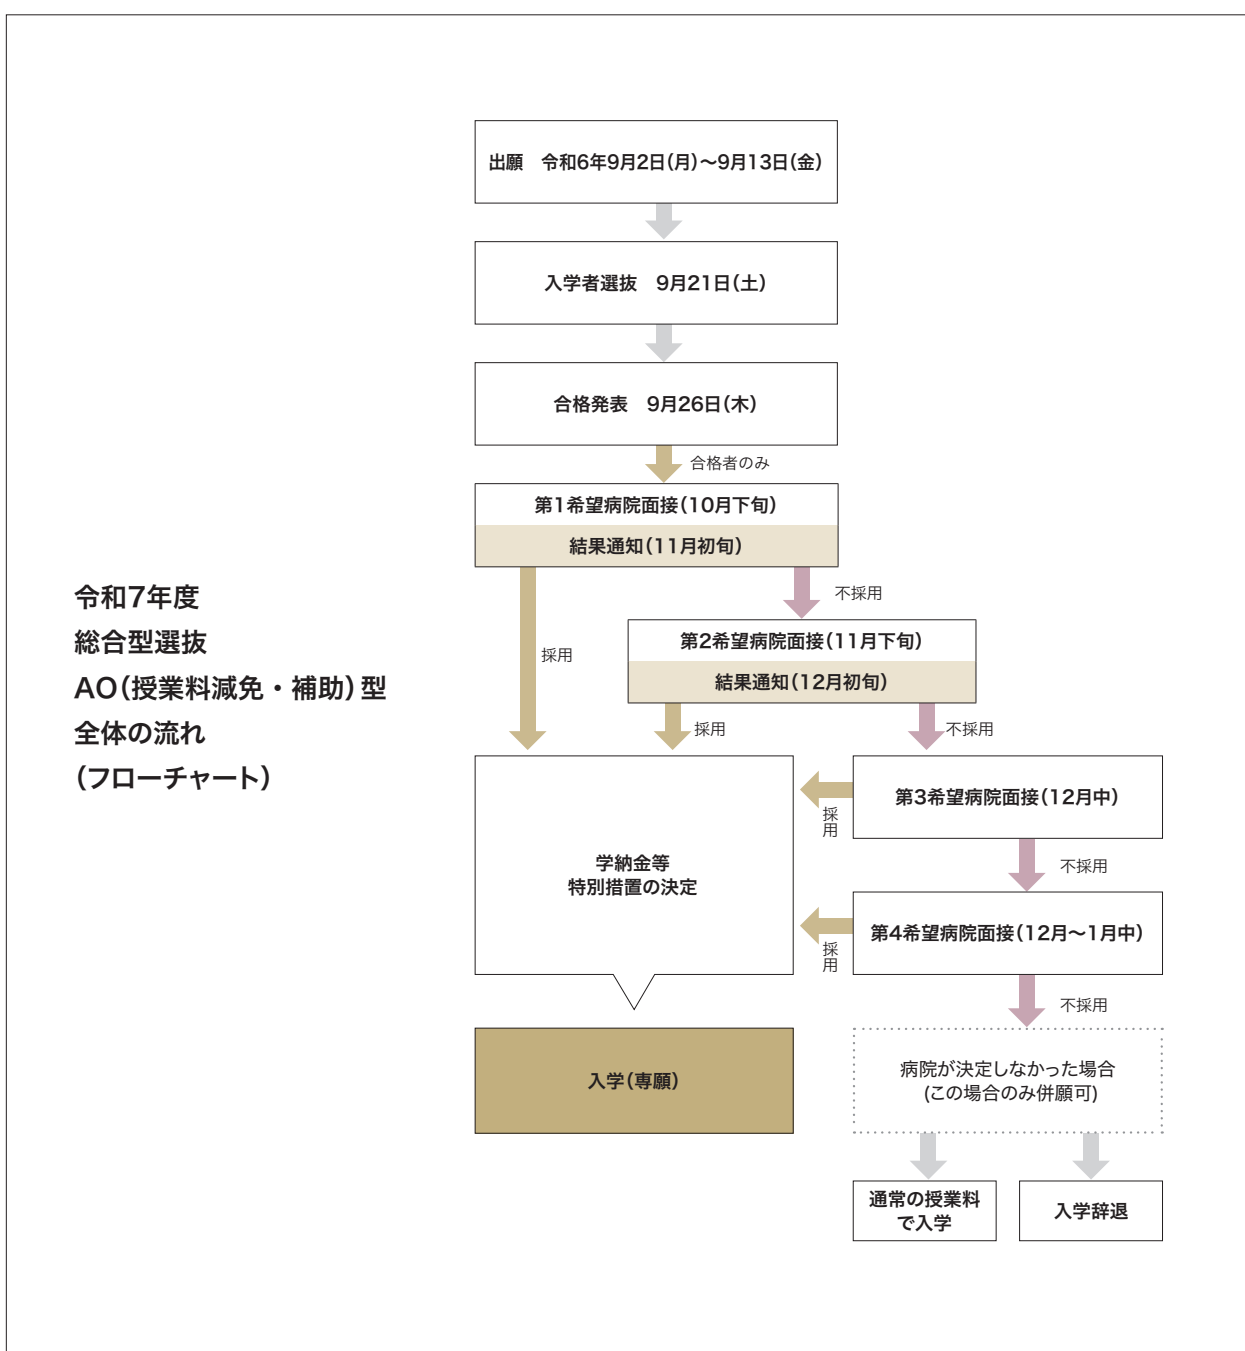 令和7年度
総合型選抜
AO(授業料減免・補助)型
全体の流れ
(フローチャート)
出願　令和6年9月2日(月)～9月13日(金)
入学者選抜　9月21日(土)
合格発表　9月26日(木)
合格者のみ
第1希望病院面接(10月下旬)
結果通知(11月初旬)
不採用
採用
第2希望病院面接(11月下旬)
結果通知(12月初旬)
採用
不採用
第3希望病院面接(12月中)
採用
学納金等
特別措置の決定
不採用
第4希望病院面接(12月～1月中)
採用
不採用
入学(専願)
病院が決定しなかった場合
(この場合のみ併願可)
通常の授業料
で入学
入学辞退